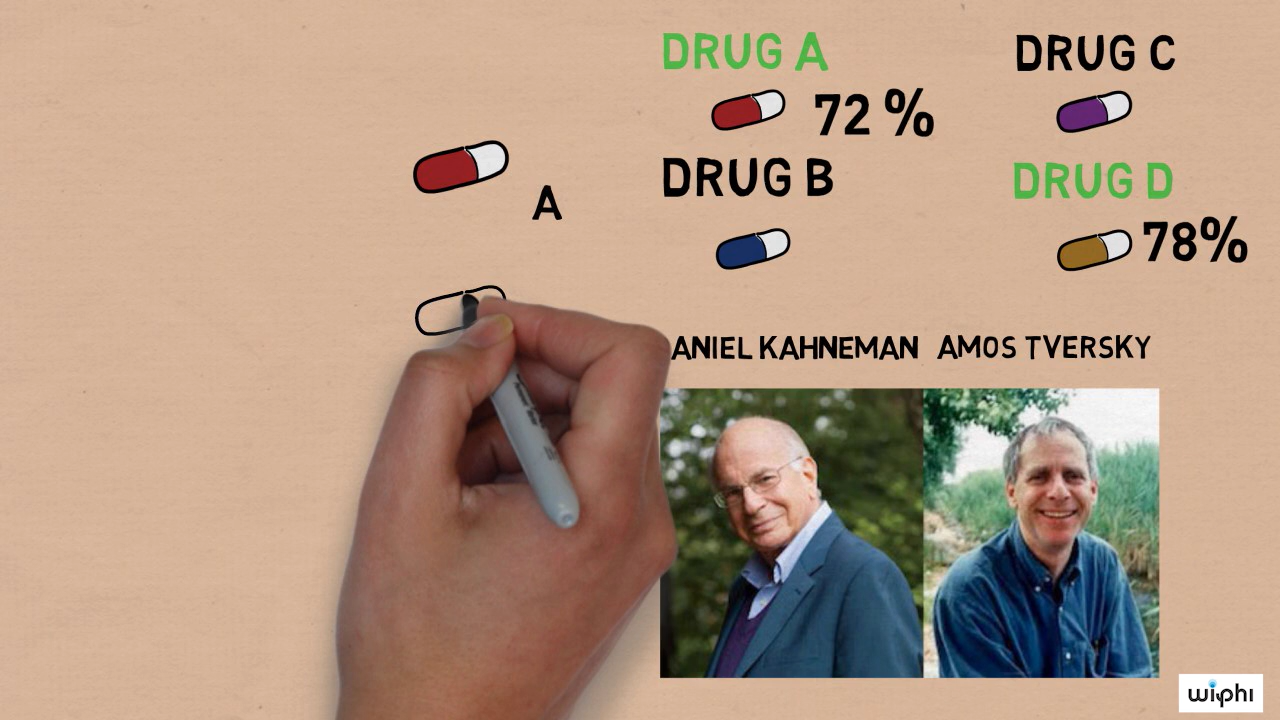 DRUG A
72 %
DRUG B
DRUG C
DRUG D
78%
A
ANIEL KAHNEMAN
AMOS TVERSKY
wiphi